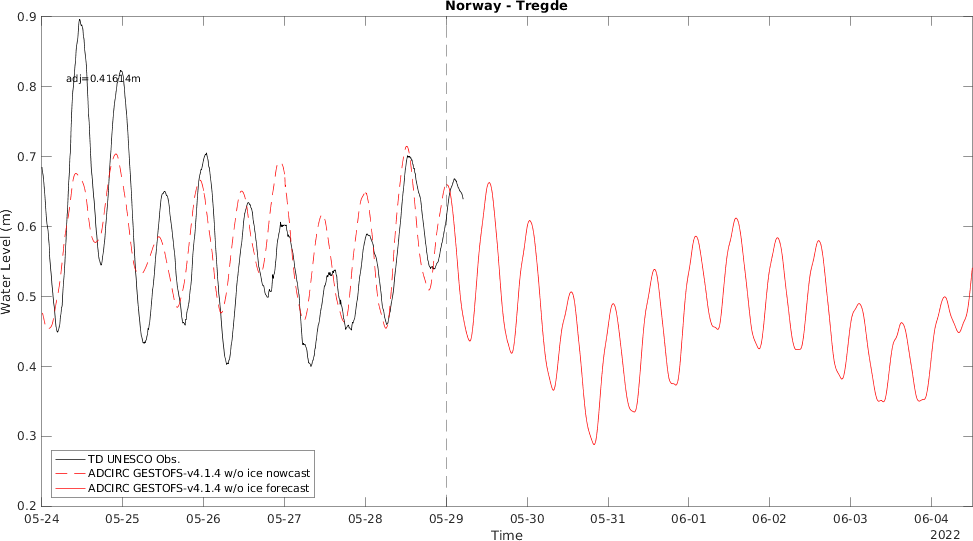 Norway - Tregde
0.9
0.8
0.7
0.6
0.5
0.4
0.3
0.2
Water Level (m)
adj=0.41614m
TD UNESCO Obs.
ADCIRC GESTOFS-v4.1.4 w/o ice nowcast
ADCIRC GESTOFS-v4.1.4 w/o ice forecast
05-24 05-25 05-26 05-27 05-28 05-29 05-30 05-31 06-01 06-02 06-03 06-04
Time
2022